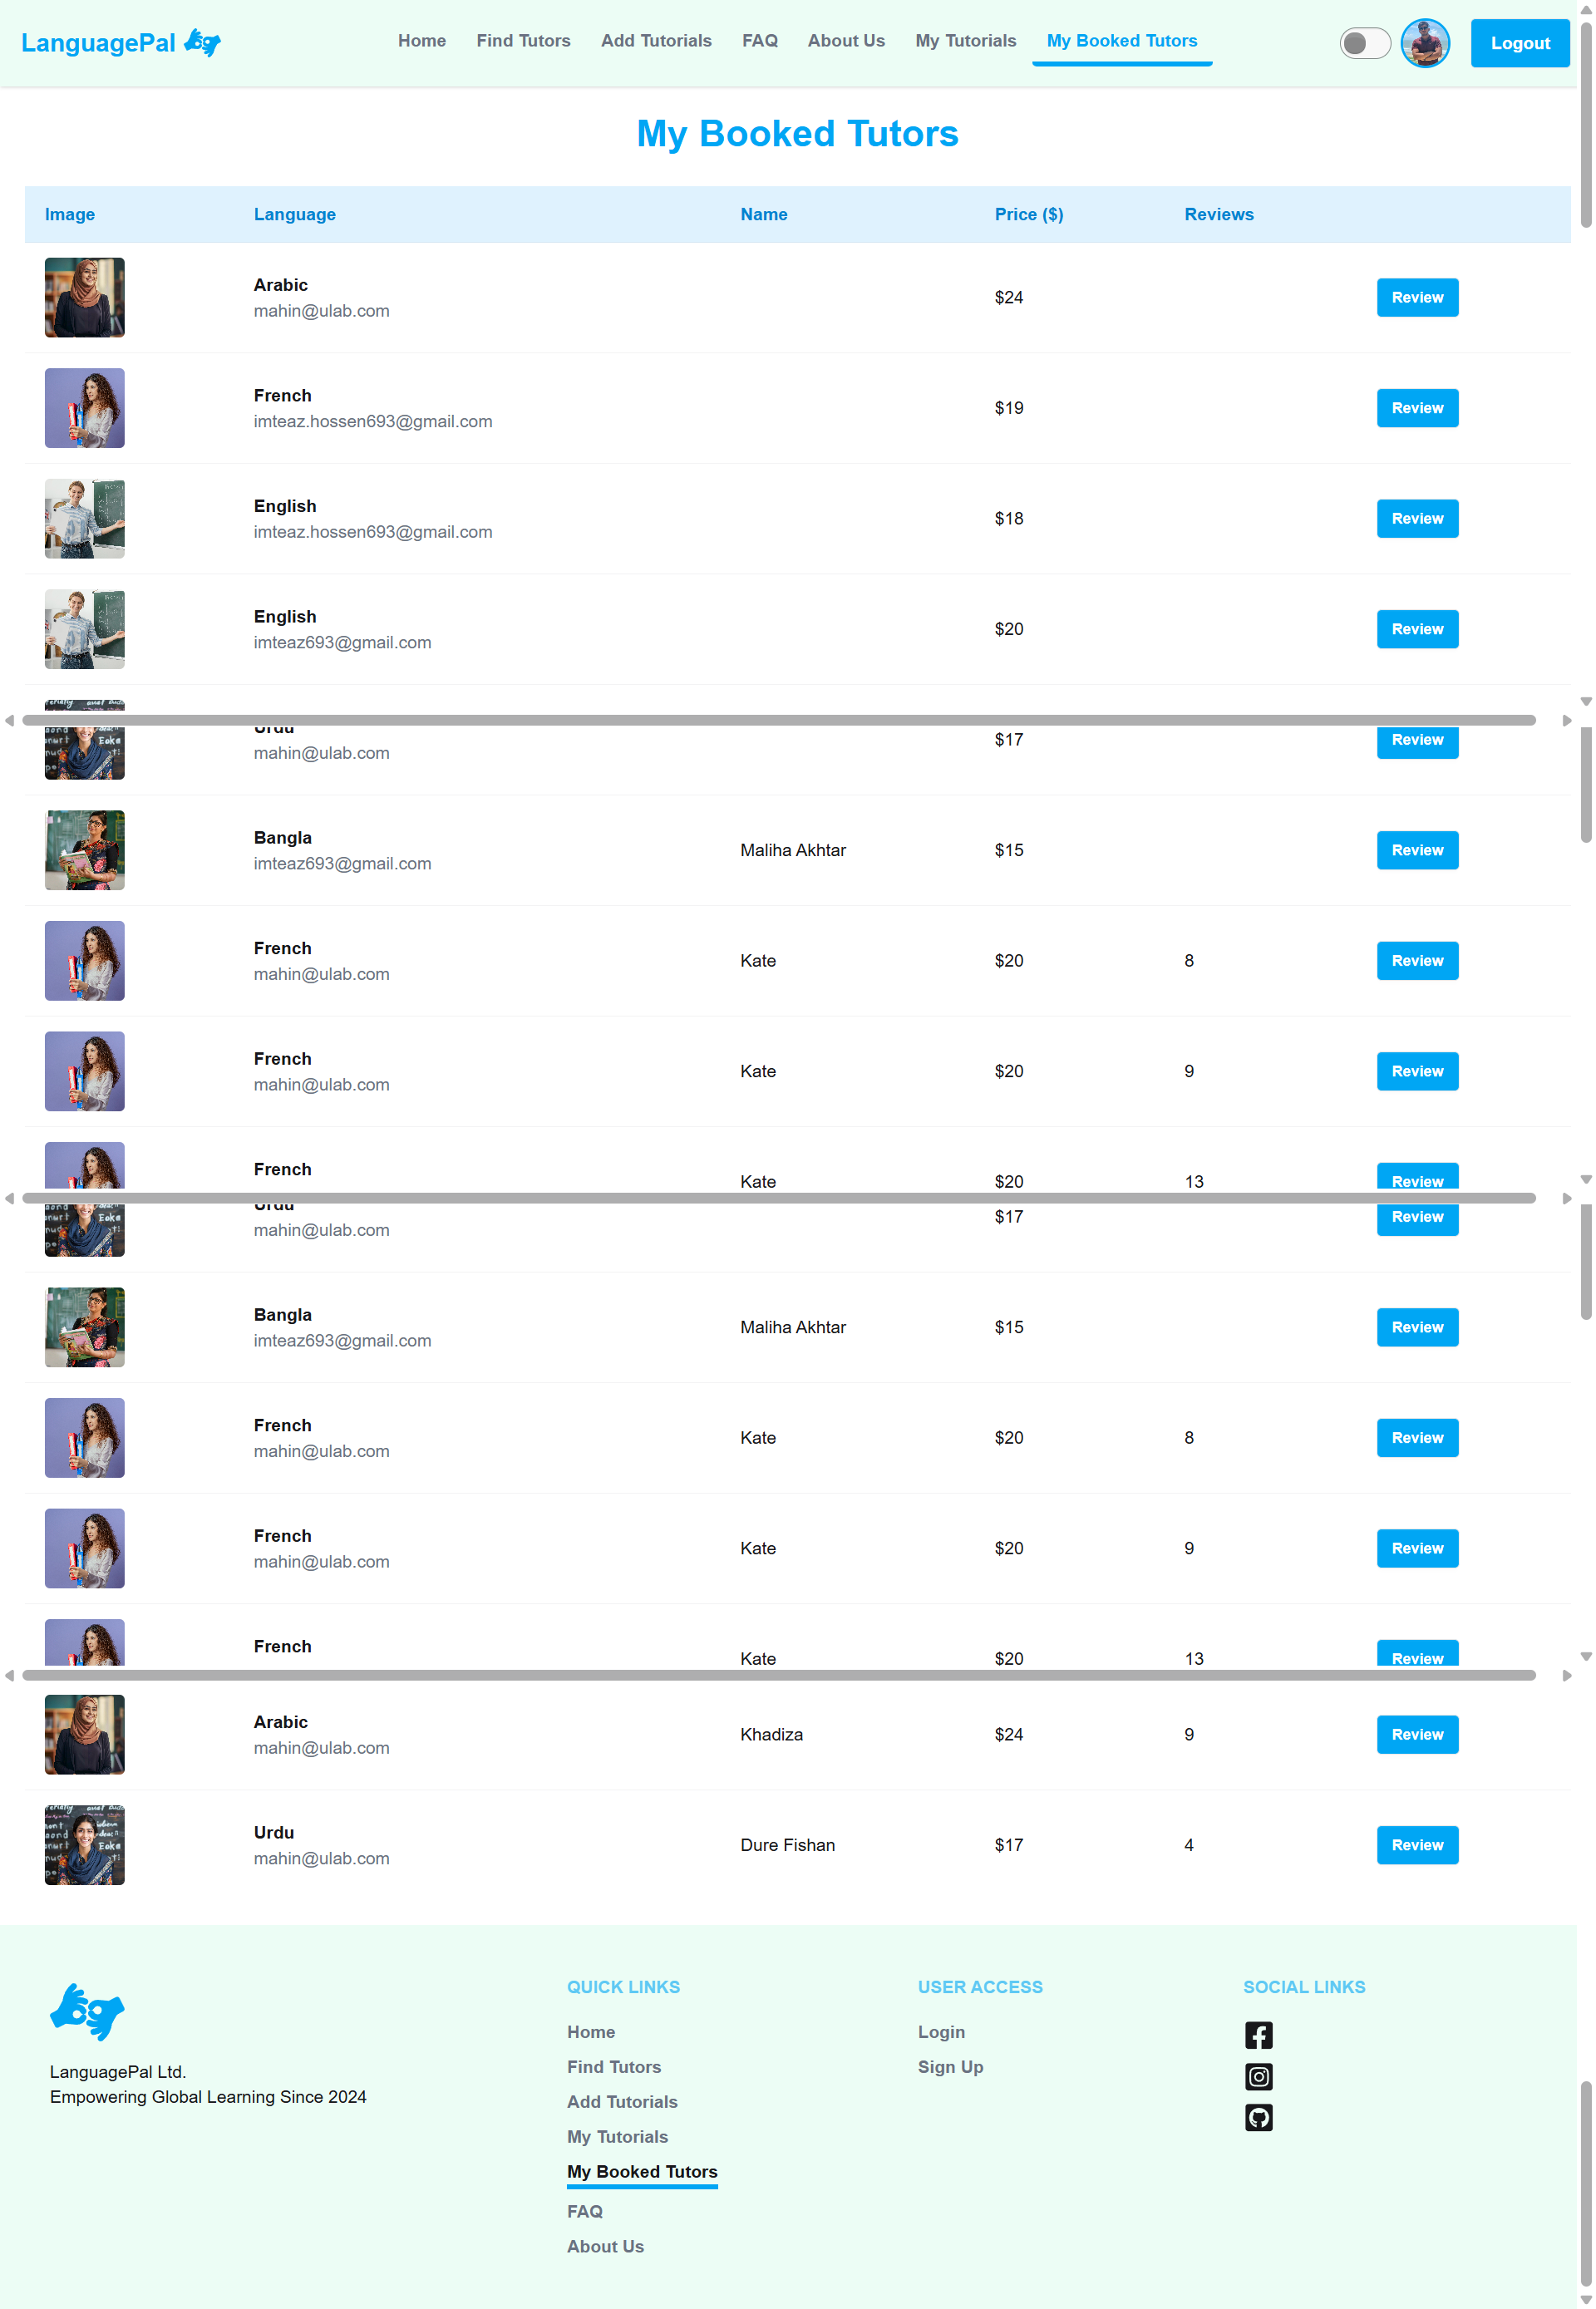 LanguagePal
Home Find Tutors Add Tutorials FAQ About Us My Tutorials My Booked Tutors
Logout
My Booked Tutors
Image Language Name Price ($) Reviews
Arabic
mahin@ulab.com
$24 Review
French
imteaz.hossen693@gmail.com
$19 Review
English
imteaz.hossen693@gmail.com
$18 Review
English
imteaz693@gmail.com
$20 Review
Urdu
mahin@ulab.com
$17 Review
Bangla
imteaz693@gmail.com
Maliha Akhtar $15 Review
French
mahin@ulab.com
Kate $20 8 Review
French
mahin@ulab.com
Kate $20 9 Review
French
Kate $20 13 Review
Urdu
mahin@ulab.com
$17 Review
Bangla
imteaz693@gmail.com
Maliha Akhtar $15 Review
French
mahin@ulab.com
Kate $20 8 Review
French
mahin@ulab.com
Kate $20 9 Review
French
Kate $20 13 Review
Arabic
mahin@ulab.com
Khadiza $24 9 Review
Urdu
mahin@ulab.com
Dure Fishan $17 4 Review
LanguagePal Ltd.
Empowering Global Learning Since 2024
QUICK LINKS
Home
Find Tutors
Add Tutorials
My Tutorials
My Booked Tutors
FAQ
About Us
USER ACCESS
Login
Sign Up
SOCIAL LINKS